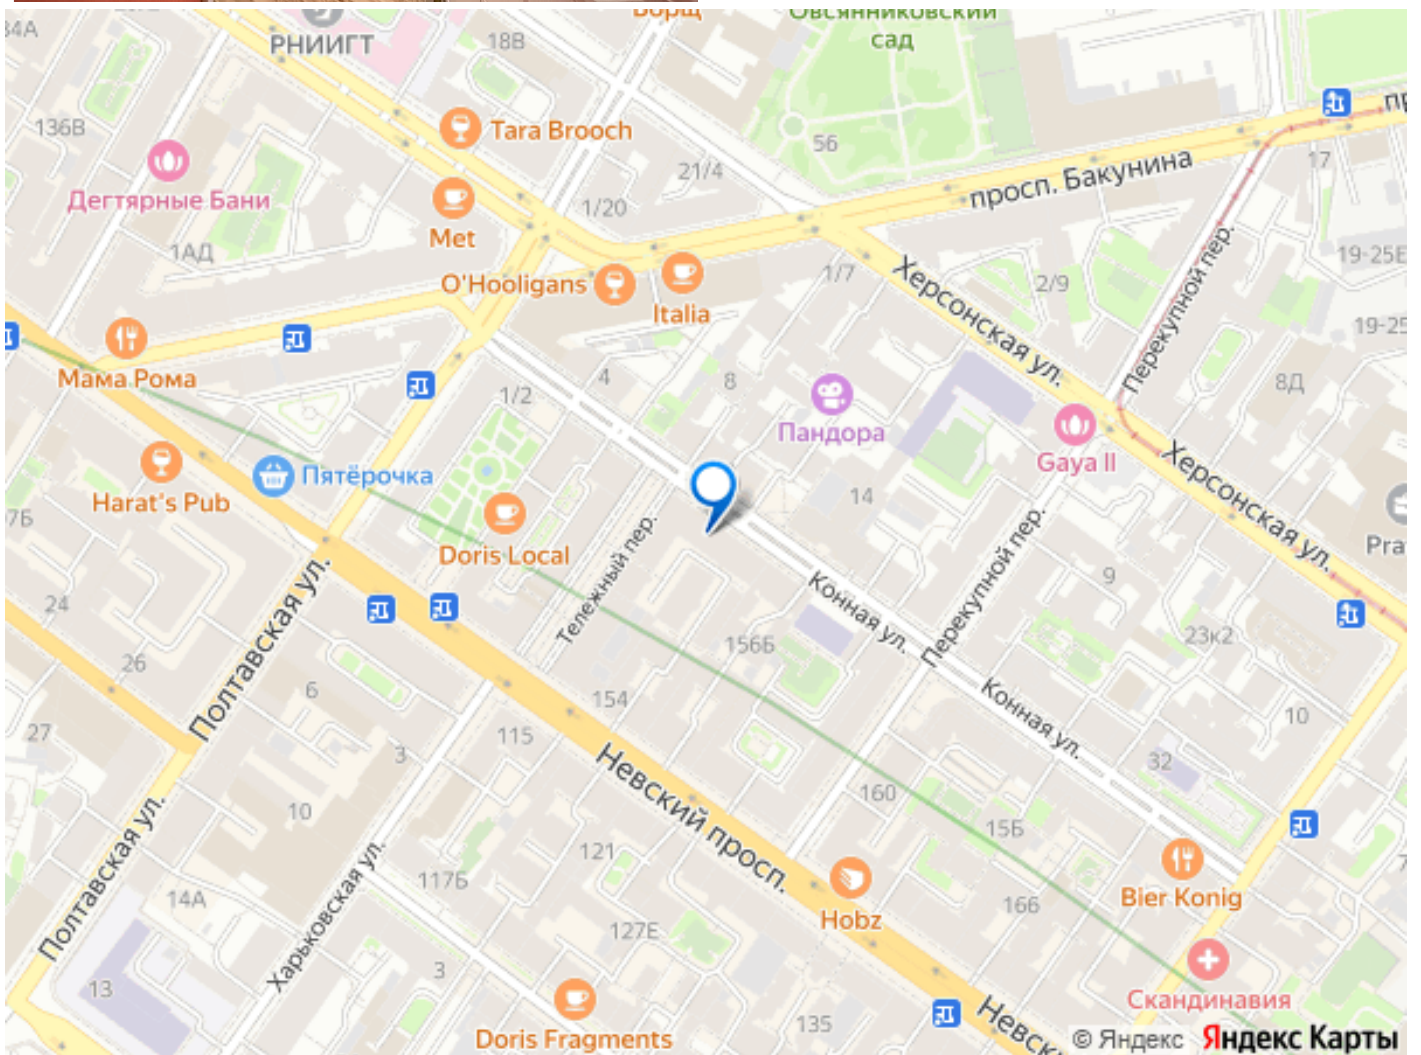 Борщ
Овсянниковский
сад
34А
РНИИГТ
18В
136В
Tara Brooch
56
21/4
просп. Бакунина
17
Дегтярные Бани
1/20
Met
1АД
O'Hooligans
Italia
1/7
Херсонская ул.
2/9
Перекупной пер.
19-25Е
19-25
Мама Рома
1/2
4
8
8Д
Пандора
Gaya II
Херсонская ул.
Harat's Pub
Пятёрочка
Doris Local
14
Тележный пер.
Конная ул.
Перекупной пер.
9
24
26
Полтавская ул.
156Б
23к2
6
154
Конная ул.
10
27
3
115
Невский просп.
32
10
160
15Б
Полтавская ул.
Харьковская ул.
121
117Б
14А
Hobz
166
Bier Konig
127Е
3
13
Скандинавия
Doris Fragments
135
© Яндекс Яндекс Карты